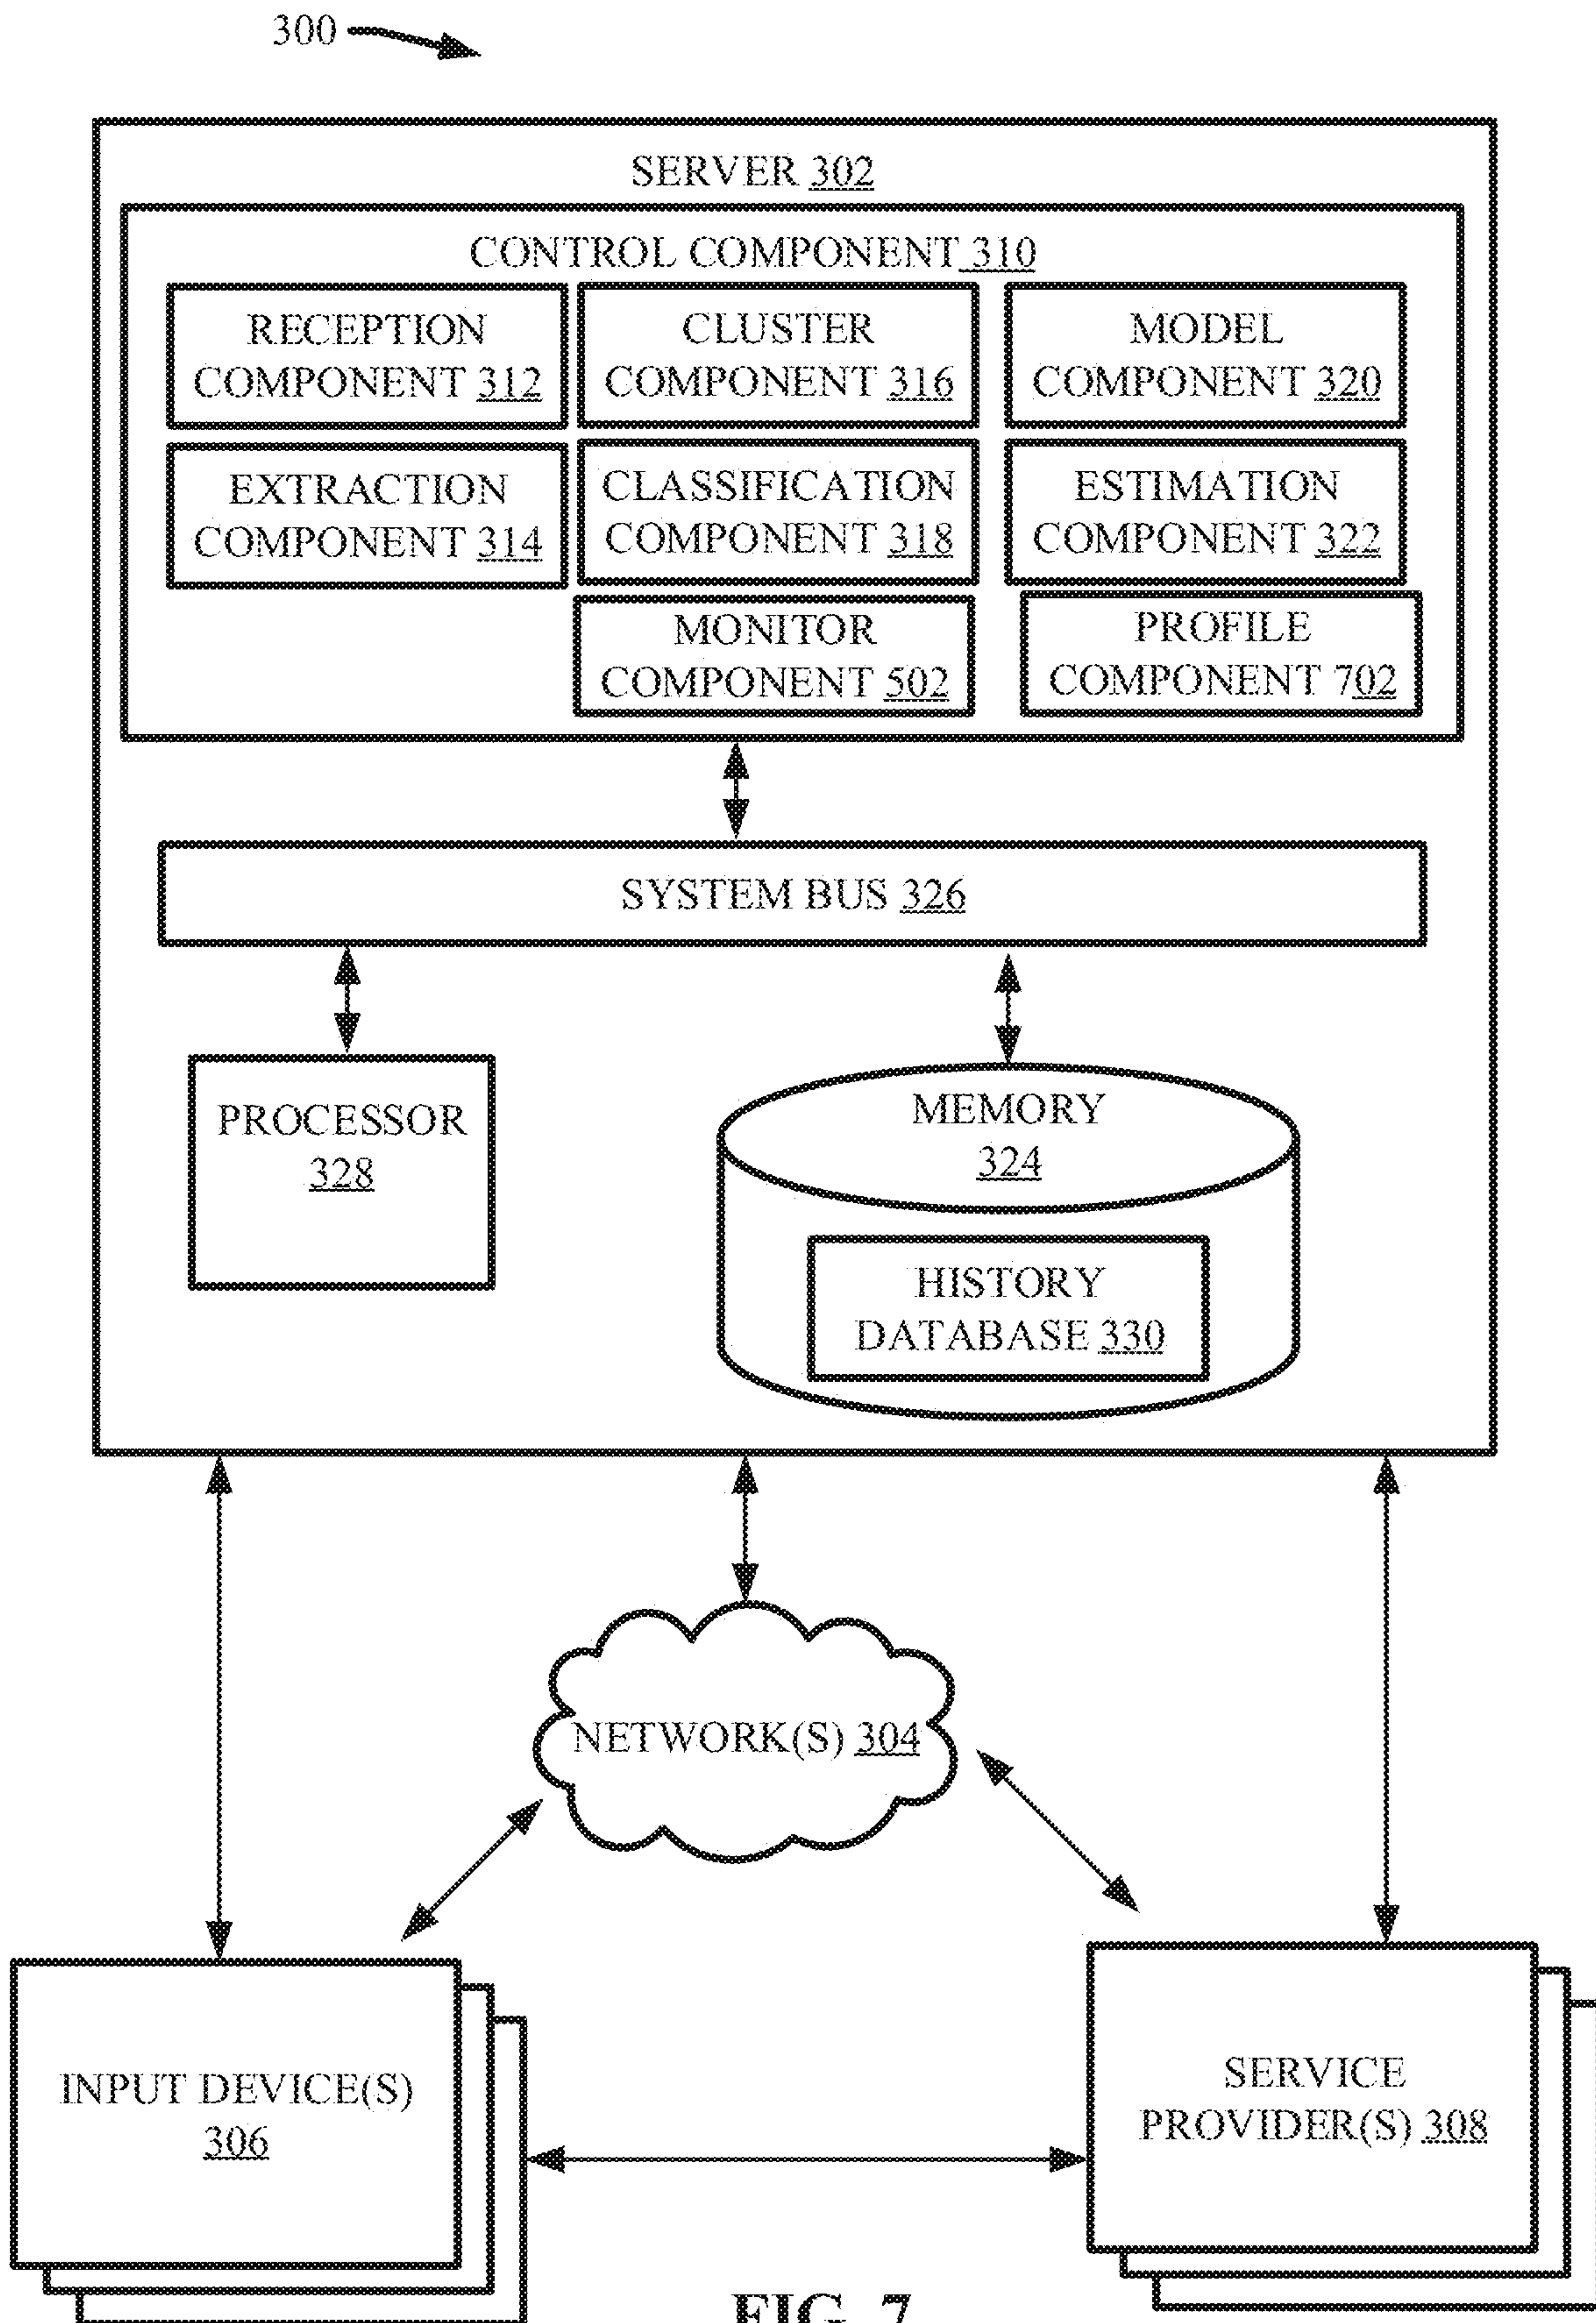 300
SERVER 302
CONTROL COMPONENT 310
RECEPTION
COMPONENT 312
CLUSTER
COMPONENT 316
MODEL
COMPONENT 320
EXTRACTION
COMPONENT 314
CLASSIFICATION
COMPONENT 318
ESTIMATION
COMPONENT 322
MONITOR
COMPONENT 502
PROFILE
COMPONENT 702
SYSTEM BUS 326
PROCESSOR
328
MEMORY
324
HISTORY
DATABASE 330
NETWORK(S) 304
INPUT DEVICE(S)
306
SERVICE
PROVIDER(S) 308
FIG. 7